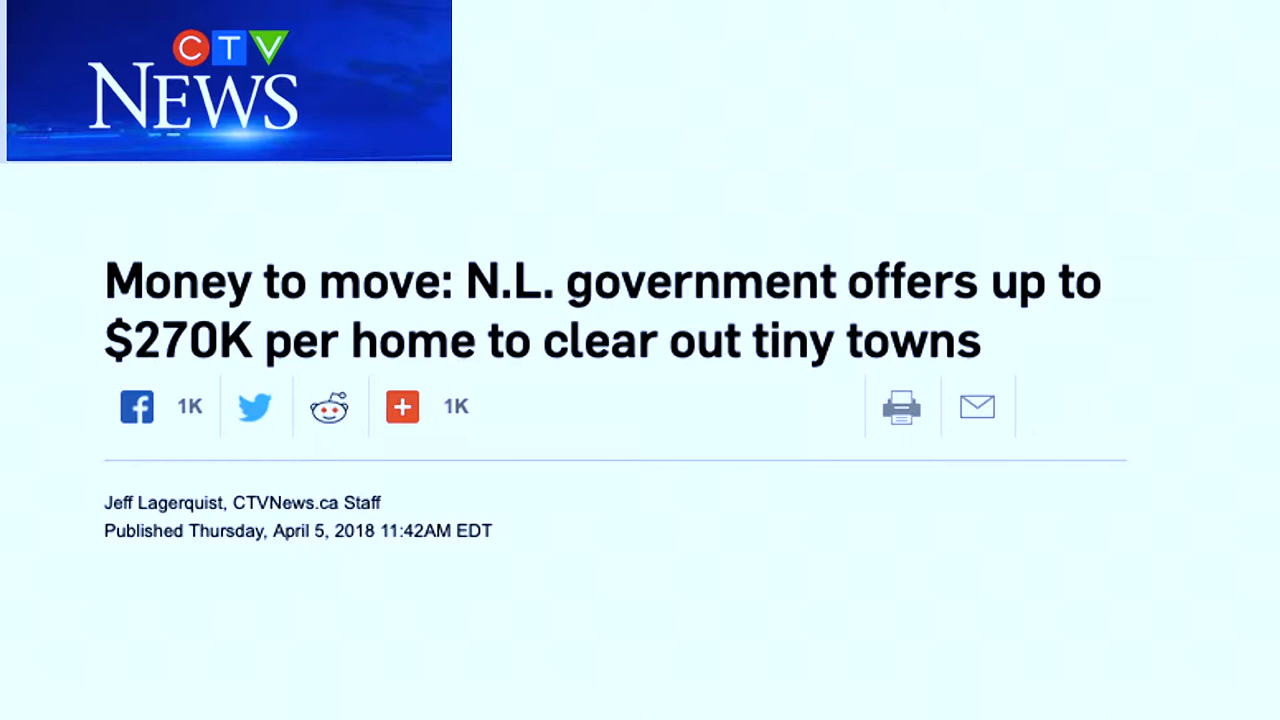 CTV
NEWS
Money to move: N.L. government offers up to
$270K per home to clear out tiny towns
1K
1K
Jeff Lagerquist, CTVNews.ca Staff
Published Thursday, April 5, 2018 11:42AM EDT